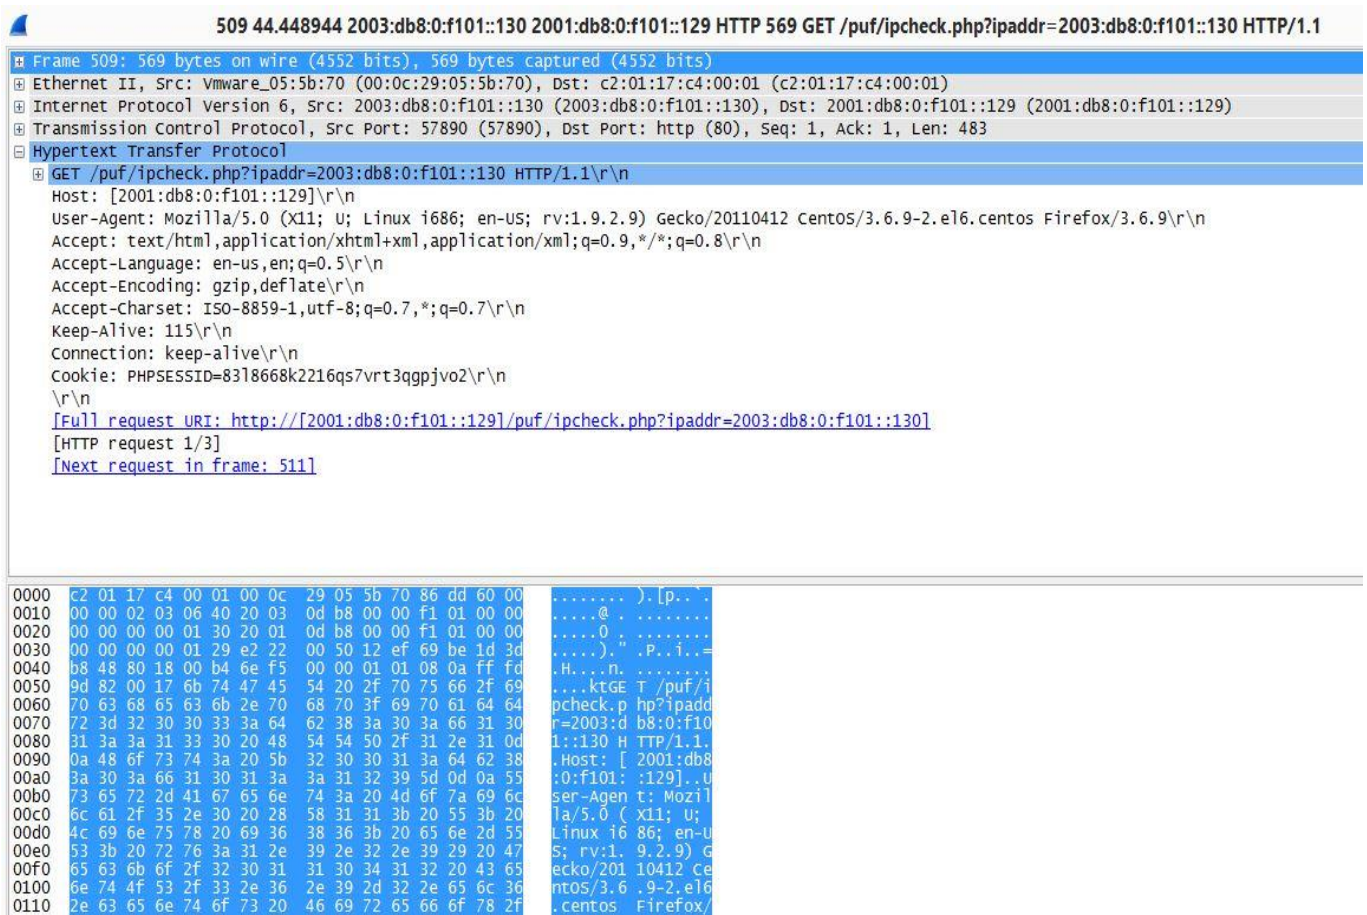 509 44.448944 2003:db8:0:f101::130 2001:db8:0:f101::129 HTTP 569 GET /puf/ipcheck.php?ipaddr=2003:db8:0:f101::130 HTTP/1.1
Frame 509: 569 bytes on wire (4552 bits), 569 bytes captured (4552 bits)
Ethernet II, Src: Vmware_05:5b:70 (00:0c:29:05:5b:70), Dst: c2:01:17:c4:00:01 (c2:01:17:c4:00:01)
Internet Protocol Version 6, Src: 2003:db8:0:f101::130 (2003:db8:0:f101::130), Dst: 2001:db8:0:f101::129 (2001:db8:0:f101::129)
Transmission Control Protocol, Src Port: 57890 (57890), Dst Port: http (80), Seq: 1, Ack: 1, Len: 483
Hypertext Transfer Protocol
GET /puf/ipcheck.php?ipaddr=2003:db8:0:f101::130 HTTP/1.1\r\n
Host: [2001:db8:0:f101::129]\r\n
User-Agent: Mozilla/5.0 (X11; U; Linux i686; en-US; rv:1.9.2.9) Gecko/20110412 CentOS/3.6.9-2.el6.centos Firefox/3.6.9\r\n
Accept: text/html,application/xhtml+xml,application/xml;q=0.9,*/*;q=0.8\r\n
Accept-Language: en-us,en;q=0.5\r\n
Accept-Encoding: gzip,deflate\r\n
Accept-Charset: ISO-8859-1,utf-8;q=0.7,*;q=0.7\r\n
Keep-Alive: 115\r\n
Connection: keep-alive\r\n
Cookie: PHPSESSID=83l8668k2216qs7vrt3qgpjvo2\r\n
\r\n
[Full request URI: http://[2001:db8:0:f101::129]/puf/ipcheck.php?ipaddr=2003:db8:0:f101::130]
[HTTP request 1/3]
[Next request in frame: 511]
0000 c2 01 17 c4 00 01 00 0c 29 05 5b 70 86 dd 60 00 ........ ).[p..`.
0010 00 00 02 03 06 40 20 03 0d b8 00 00 f1 01 00 00 .....@ . ........
0020 00 00 00 00 01 30 20 01 0d b8 00 00 f1 01 00 00 .....0 . ........
0030 00 00 00 00 01 29 e2 22 00 50 12 ef 69 be 1d 3d .....)." .P..i..=
0040 b8 48 80 18 00 b4 6e f5 00 00 01 01 08 0a ff fd .H....n. ........
0050 9d 82 00 17 6b 74 47 45 54 20 2f 70 75 66 2f 69 ....ktGE T /puf/i
0060 70 63 68 65 63 6b 2e 70 68 70 3f 69 70 61 64 64 pcheck.p hp?ipadd
0070 72 3d 32 30 30 33 3a 64 62 38 3a 30 3a 66 31 30 r=2003:d b8:0:f10
0080 31 3a 3a 31 33 30 20 48 54 54 50 2f 31 2e 31 0d 1::130 H TTP/1.1.
0090 0a 48 6f 73 74 3a 20 5b 32 30 30 31 3a 64 62 38 .Host: [ 2001:db8
00a0 3a 30 3a 66 31 30 31 3a 3a 31 32 39 5d 0d 0a 55 :0:f101: :129]..U
00b0 73 65 72 2d 41 67 65 6e 74 3a 20 4d 6f 7a 69 6c ser-Agen t: Mozil
00c0 6c 61 2f 35 2e 30 20 28 58 31 31 3b 20 55 3b 20 la/5.0 ( X11; U;
00d0 4c 69 6e 75 78 20 69 36 38 36 3b 20 65 6e 2d 55 Linux i6 86; en-U
00e0 53 3b 20 72 76 3a 31 2e 39 2e 32 2e 39 29 20 47 S; rv:1. 9.2.9) G
00f0 65 63 6b 6f 2f 32 30 31 31 30 34 31 32 20 43 65 ecko/201 10412 Ce
0100 6e 74 4f 53 2f 33 2e 36 2e 39 2d 32 2e 65 6c 36 ntOS/3.6 .9-2.el6
0110 2e 63 65 6e 74 6f 73 20 46 69 72 65 66 6f 78 2f .centos Firefox/